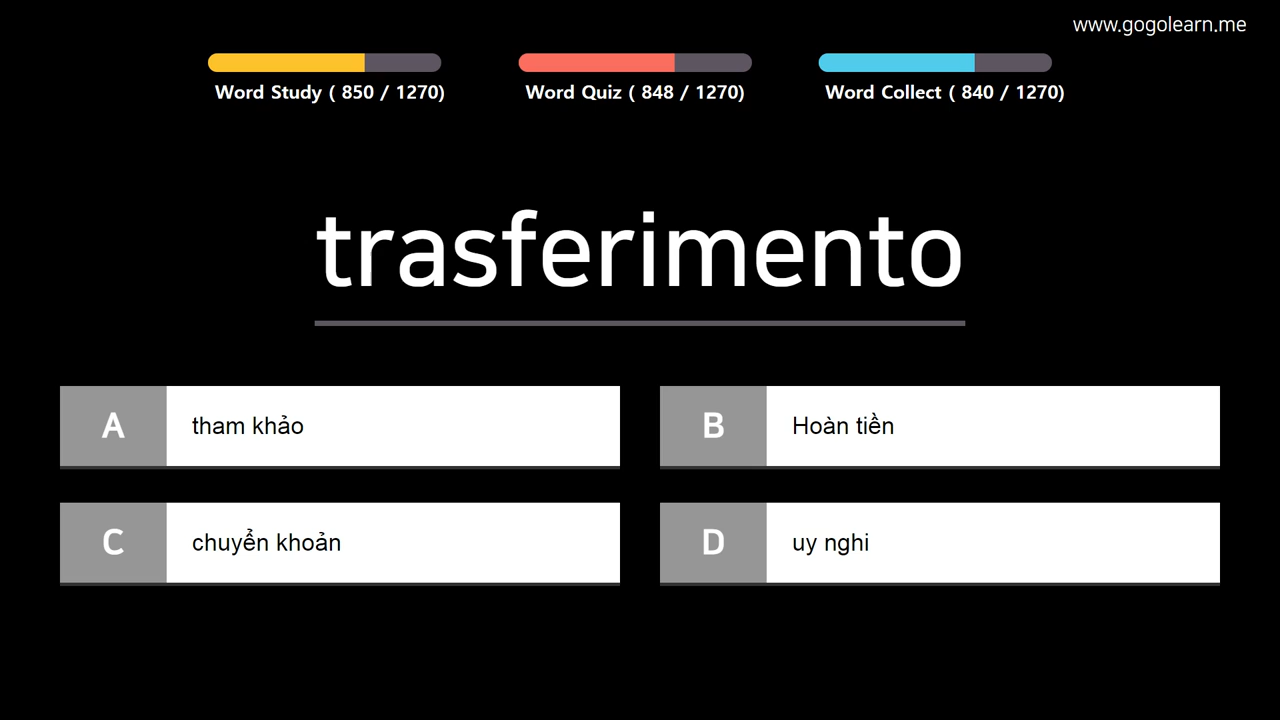 www.gogolearn.me
Word Study ( 850 / 1270)
Word Quiz ( 848 / 1270)
Word Collect ( 840 / 1270)
trasferimento
A
tham khảo
B
Hoàn tiền
C
chuyển khoản
D
uy nghi